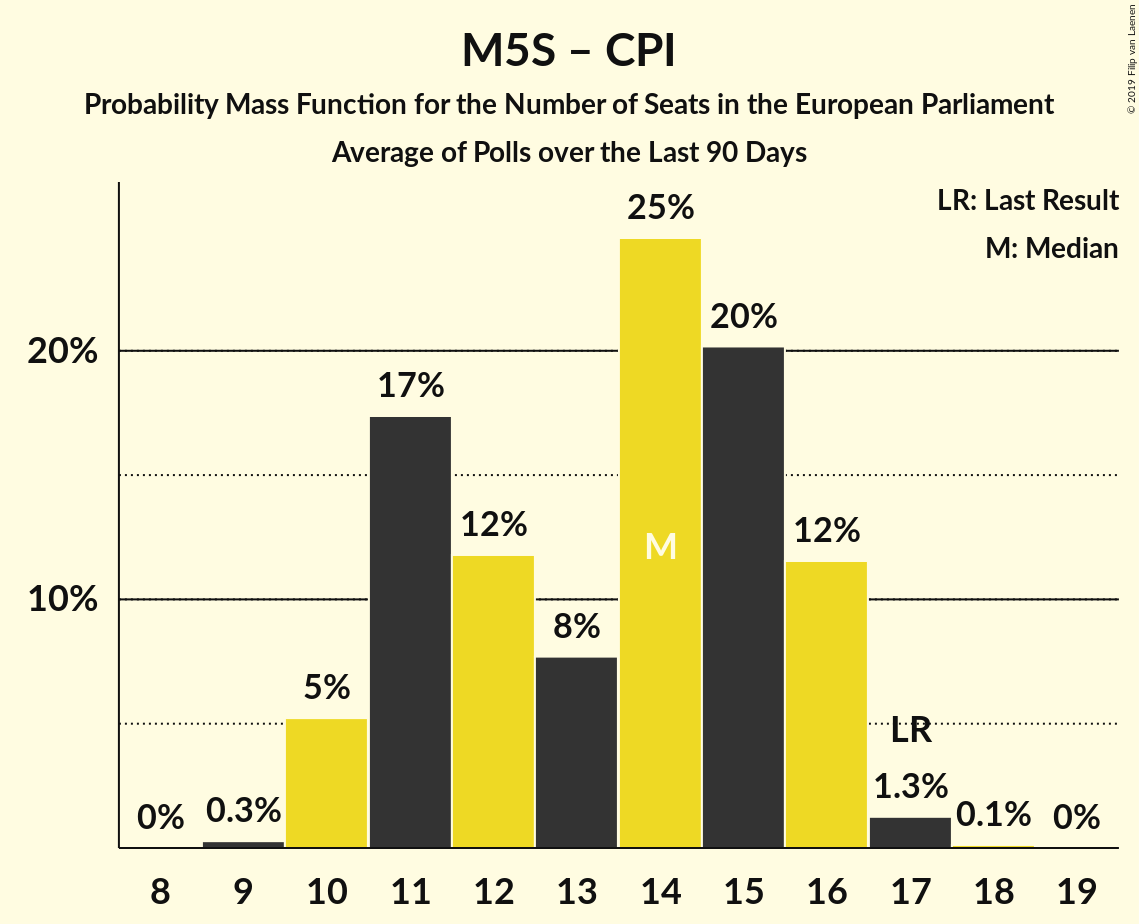 M5S – CPI
Probability Mass Function for the Number of Seats in the European Parliament
Average of Polls over the Last 90 Days
© 2019 Filip van Laenen
LR: Last Result
M: Median
25%
20%
20%
17%
12%
12%
M
10%
8%
5%
LR
1.3%
0%
0.3%
0.1%
0%
8 9 10 11 12 13 14 15 16 17 18 19